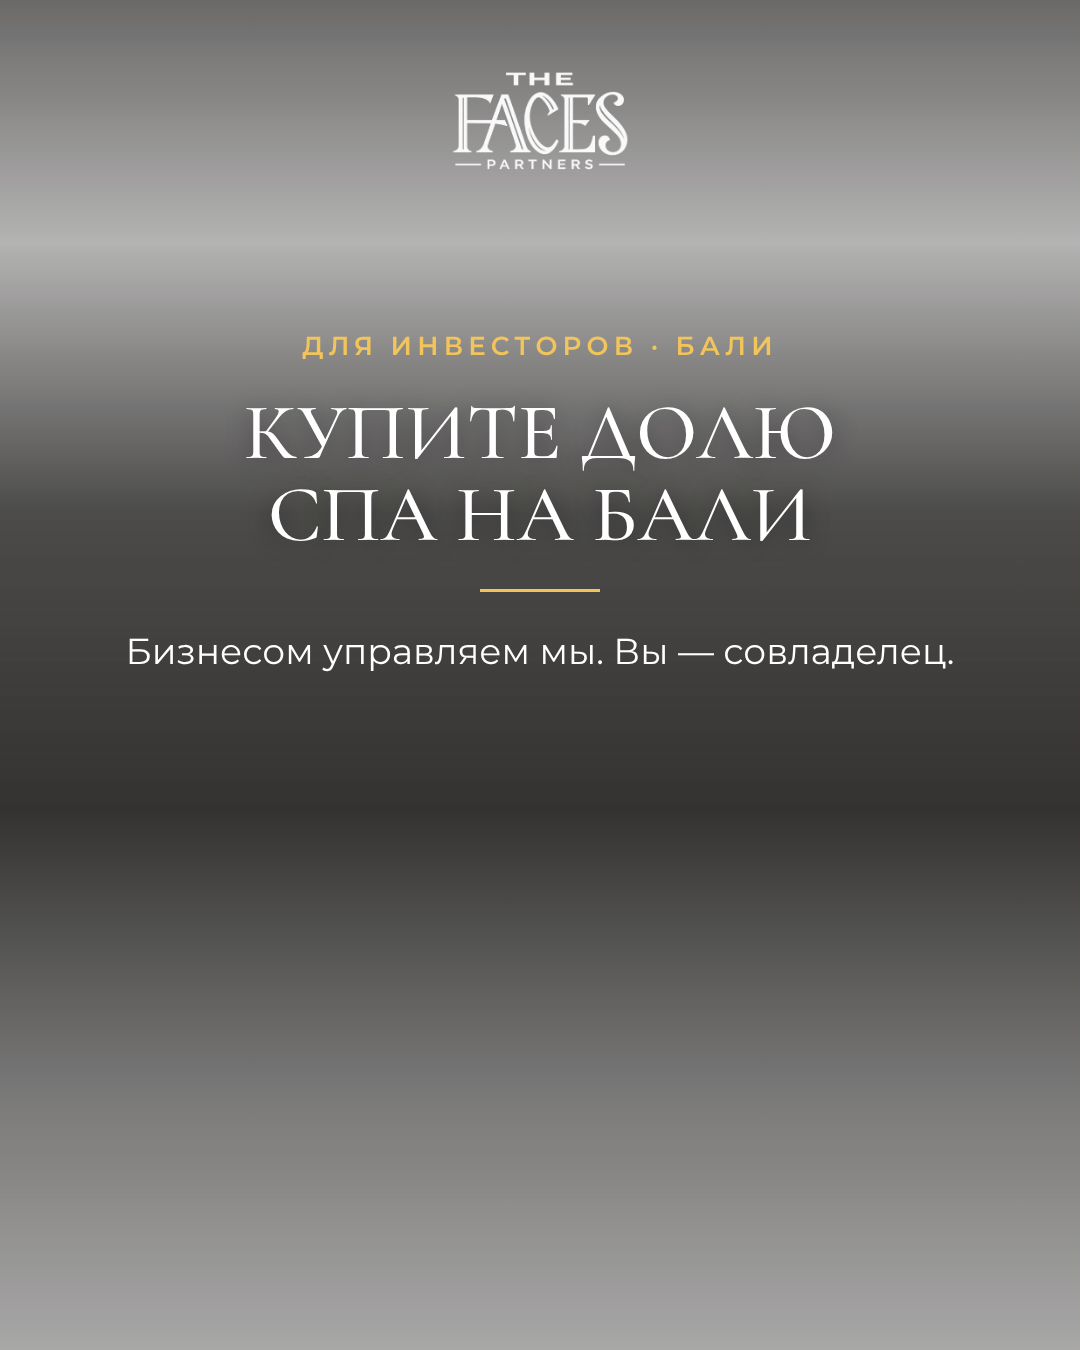 THE
FACES
PARTNERS
ДЛЯ ИНВЕСТОРОВ · БАЛИ
КУПИТЕ ДОЛЮ
СПА НА БАЛИ
Бизнесом управляем мы. Вы — совладелец.